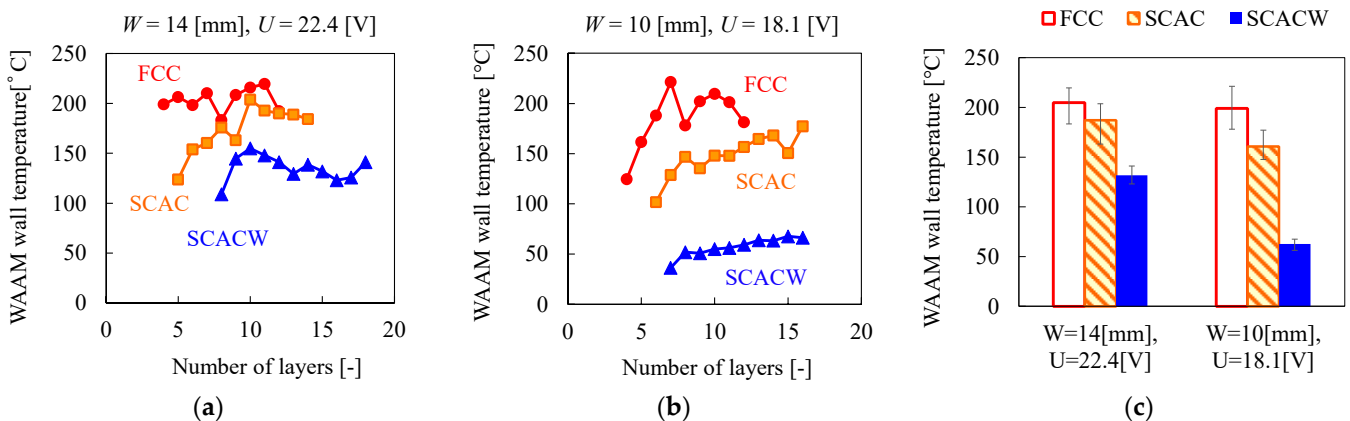 W = 14 [mm], U = 22.4 [V]
WAAM wall temperature[°C]
250
200
150
100
50
0
FCC
SCAC
SCACW
0 5 10 15 20
Number of layers [-]
(a)
W = 10 [mm], U = 18.1 [V]
WAAM wall temperature [°C]
250
200
150
100
50
0
FCC
SCAC
SCACW
0 5 10 15 20
Number of layers [-]
(b)
FCC SCAC SCACW
WAAM wall temperature [°C]
250
200
150
100
50
0
W=14[mm],
U=22.4[V]
W=10[mm],
U=18.1[V]
(c)